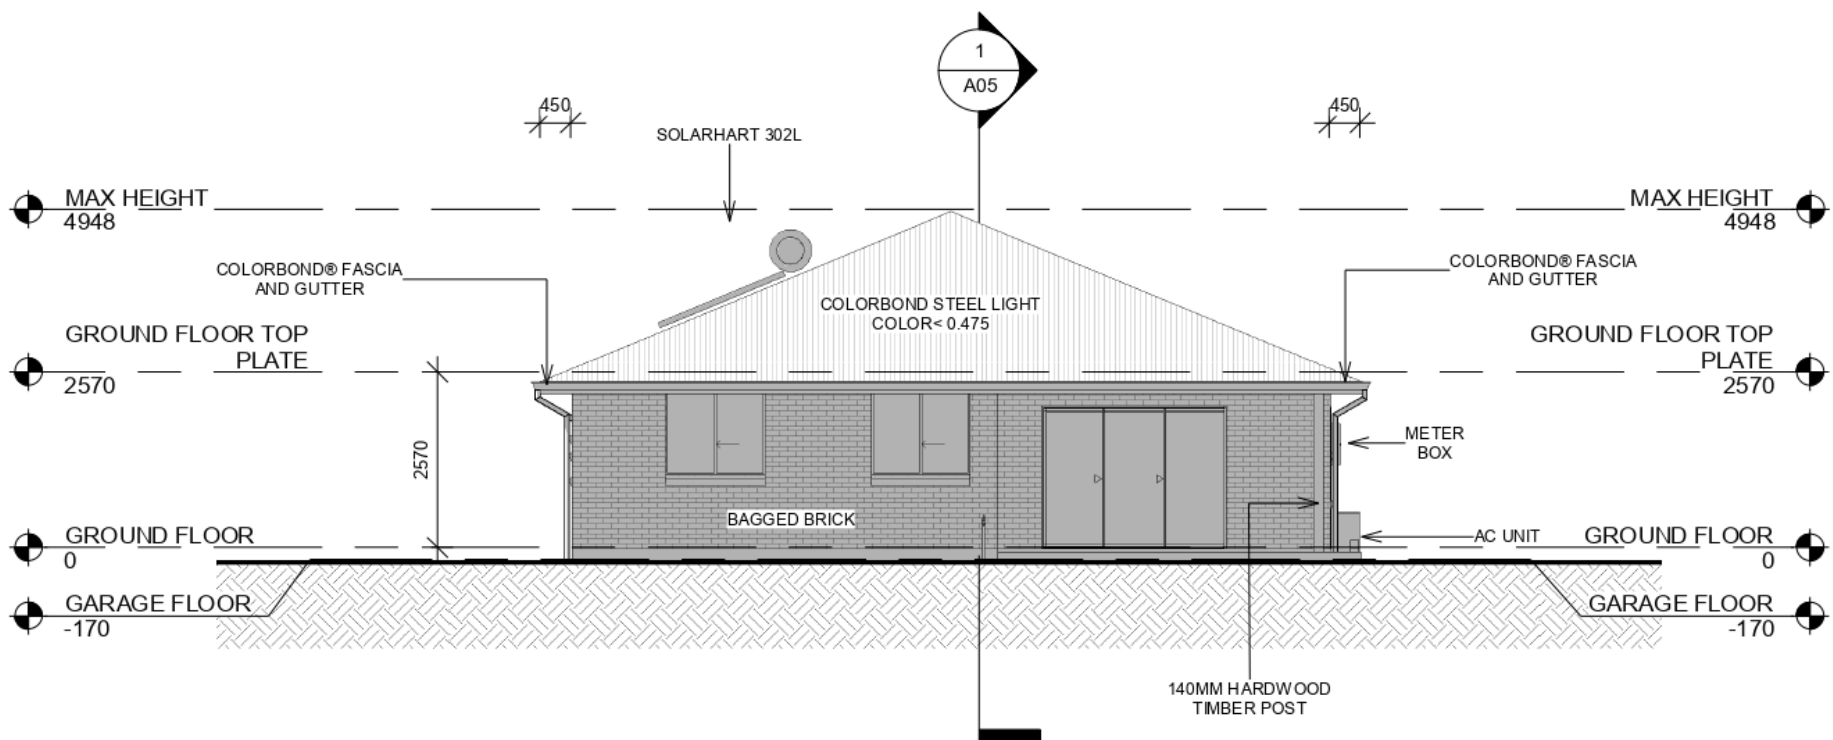 1
A05
450
450
SOLARHART 302L
MAX HEIGHT
4948
MAX HEIGHT
4948
COLORBOND® FASCIA
AND GUTTER
COLORBOND® FASCIA
AND GUTTER
COLORBOND STEEL LIGHT
COLOR< 0.475
GROUND FLOOR TOP
PLATE
2570
GROUND FLOOR TOP
PLATE
2570
2570
METER
BOX
BAGGED BRICK
AC UNIT
GROUND FLOOR
0
GROUND FLOOR
0
GARAGE FLOOR
-170
GARAGE FLOOR
-170
140MM HARDWOOD
TIMBER POST